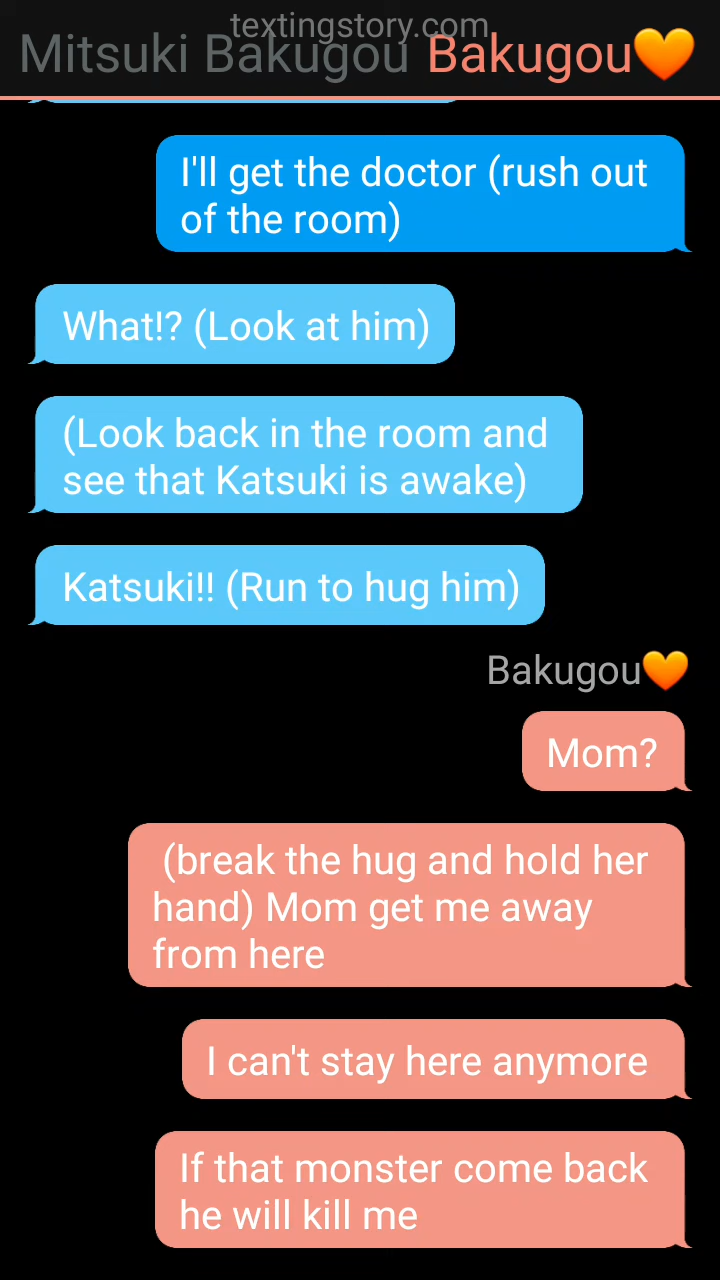 textingstory.com
Mitsuki Bakugou Bakugou🧡
I'll get the doctor (rush out
of the room)
What!? (Look at him)
(Look back in the room and
see that Katsuki is awake)
Katsuki!! (Run to hug him)
Bakugou🧡
Mom?
(break the hug and hold her
hand) Mom get me away
from here
I can't stay here anymore
If that monster come back
he will kill me